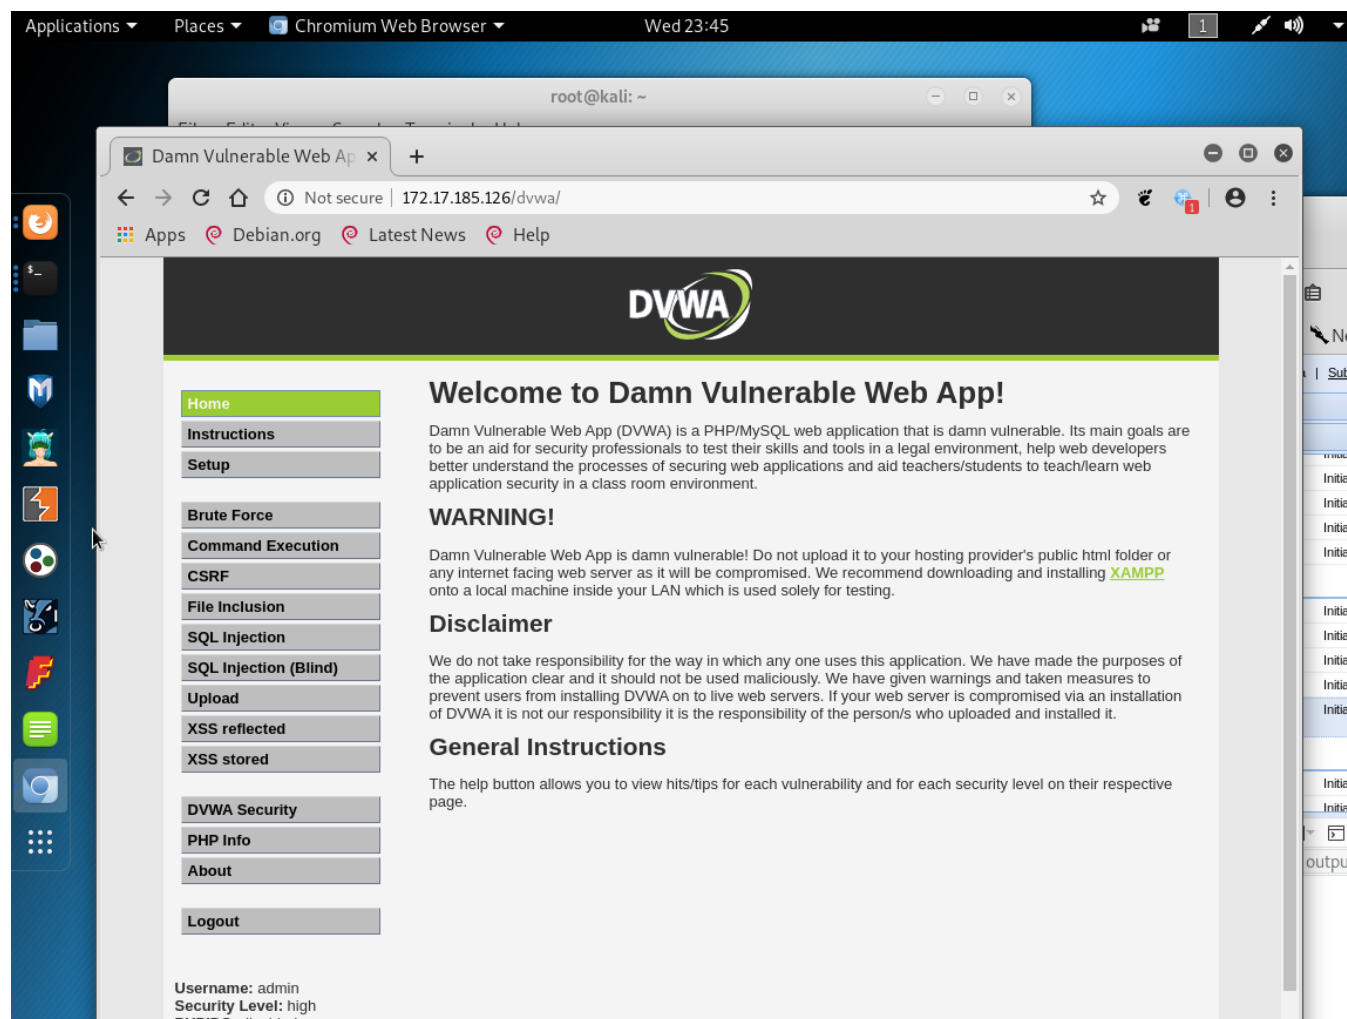 Applications Places Chromium Web Browser Wed 23:45 1
root@kali: ~
Damn Vulnerable Web Ap
Not secure 172.17.185.126/dvwa/ 1
Apps Debian.org Latest News Help
DVWA
Home
Instructions
Setup
Brute Force
Command Execution
CSRF
File Inclusion
SQL Injection
SQL Injection (Blind)
Upload
XSS reflected
XSS stored
DVWA Security
PHP Info
About
Logout
Username: admin
Security Level: high
Welcome to Damn Vulnerable Web App!
Damn Vulnerable Web App (DVWA) is a PHP/MySQL web application that is damn vulnerable. Its main goals are
to be an aid for security professionals to test their skills and tools in a legal environment, help web developers
better understand the processes of securing web applications and aid teachers/students to teach/learn web
application security in a class room environment.
WARNING!
Damn Vulnerable Web App is damn vulnerable! Do not upload it to your hosting provider's public html folder or
any internet facing web server as it will be compromised. We recommend downloading and installing XAMPP
onto a local machine inside your LAN which is used solely for testing.
Disclaimer
We do not take responsibility for the way in which any one uses this application. We have made the purposes of
the application clear and it should not be used maliciously. We have given warnings and taken measures to
prevent users from installing DVWA on to live web servers. If your web server is compromised via an installation
of DVWA it is not our responsibility it is the responsibility of the person/s who uploaded and installed it.
General Instructions
The help button allows you to view hits/tips for each vulnerability and for each security level on their respective
page.